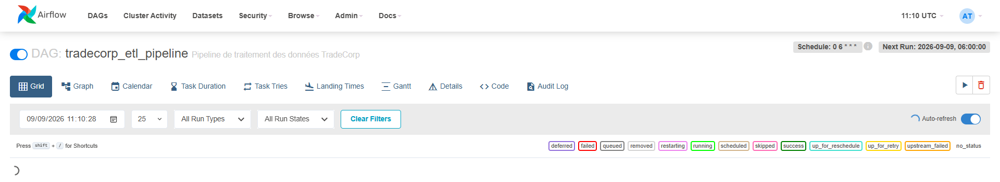 Airflow DAGs Cluster Activity Datasets Security Browse Admin Docs 11:10 UTC AT
Schedule: 0 6 * * * i Next Run: 2026-09-09, 06:00:00
DAG: tradecorp_etl_pipeline Pipeline de traitement des données TradeCorp
Grid Graph Calendar Task Duration Task Tries Landing Times Gantt Details Code Audit Log
09/09/2026 11:10:28 25 All Run Types All Run States Clear Filters Auto-refresh
Press shift + / for Shortcuts deferred failed queued removed restarting running scheduled skipped success up_for_reschedule up_for_retry upstream_failed no_status